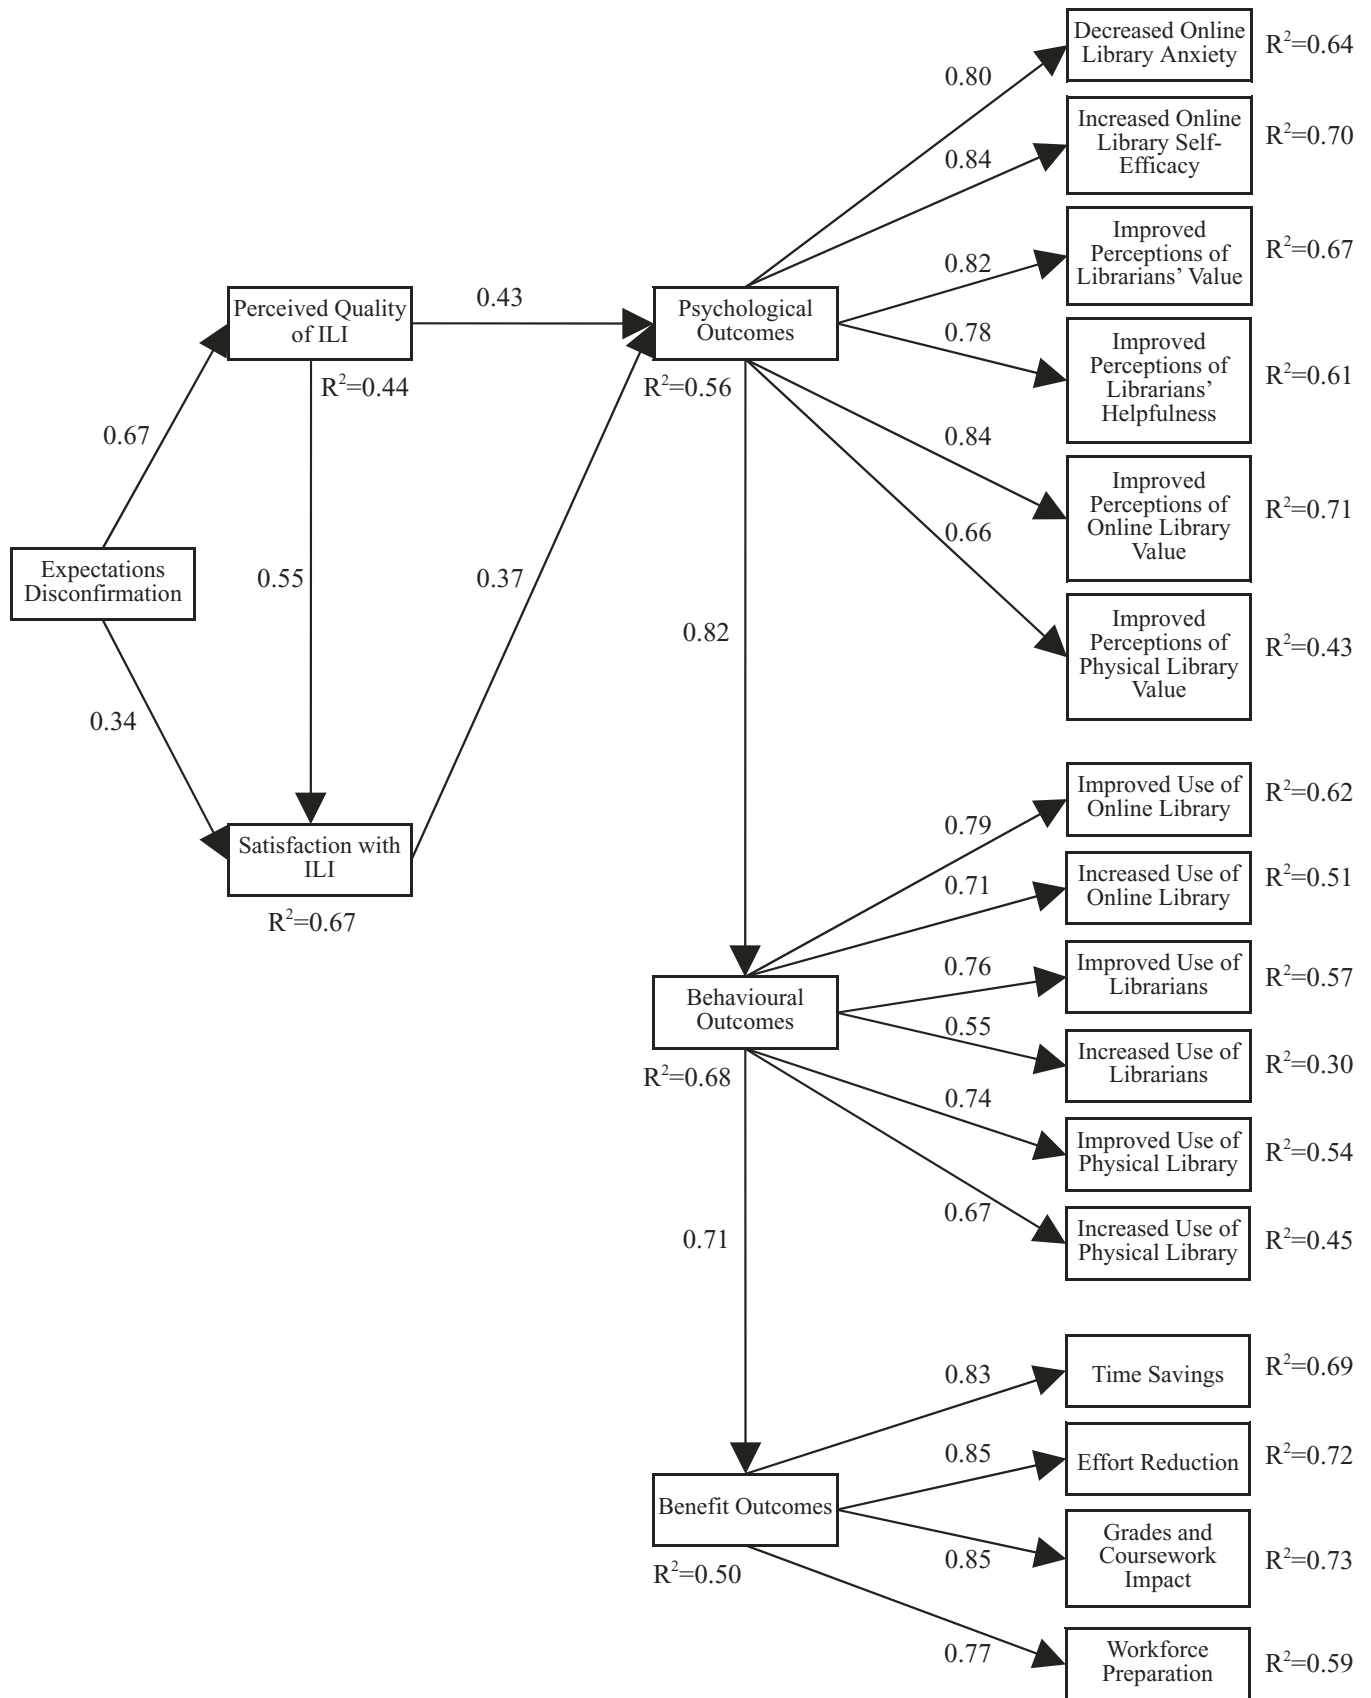 Decreased Online
Library Anxiety
R²=0.64
0.80
Increased Online
Library Self-
Efficacy
R²=0.70
0.84
Improved
Perceptions of
Librarians' Value
R²=0.67
0.82
Perceived Quality
of ILI
R²=0.44
0.43
Psychological
Outcomes
R²=0.56
0.78
Improved
Perceptions of
Librarians'
Helpfulness
R²=0.61
0.67
0.84
Improved
Perceptions of
Online Library
Value
R²=0.71
0.66
Expectations
Disconfirmation
0.55
0.37
0.82
Improved
Perceptions of
Physical Library
Value
R²=0.43
0.34
Satisfaction with
ILI
R²=0.67
0.79
Improved Use of
Online Library
R²=0.62
0.71
Increased Use of
Online Library
R²=0.51
0.76
Improved Use of
Librarians
R²=0.57
Behavioural
Outcomes
R²=0.68
0.55
Increased Use of
Librarians
R²=0.30
0.74
Improved Use of
Physical Library
R²=0.54
0.67
Increased Use of
Physical Library
R²=0.45
0.71
0.83
Time Savings
R²=0.69
0.85
Effort Reduction
R²=0.72
Benefit Outcomes
R²=0.50
0.85
Grades and
Coursework
Impact
R²=0.73
0.77
Workforce
Preparation
R²=0.59